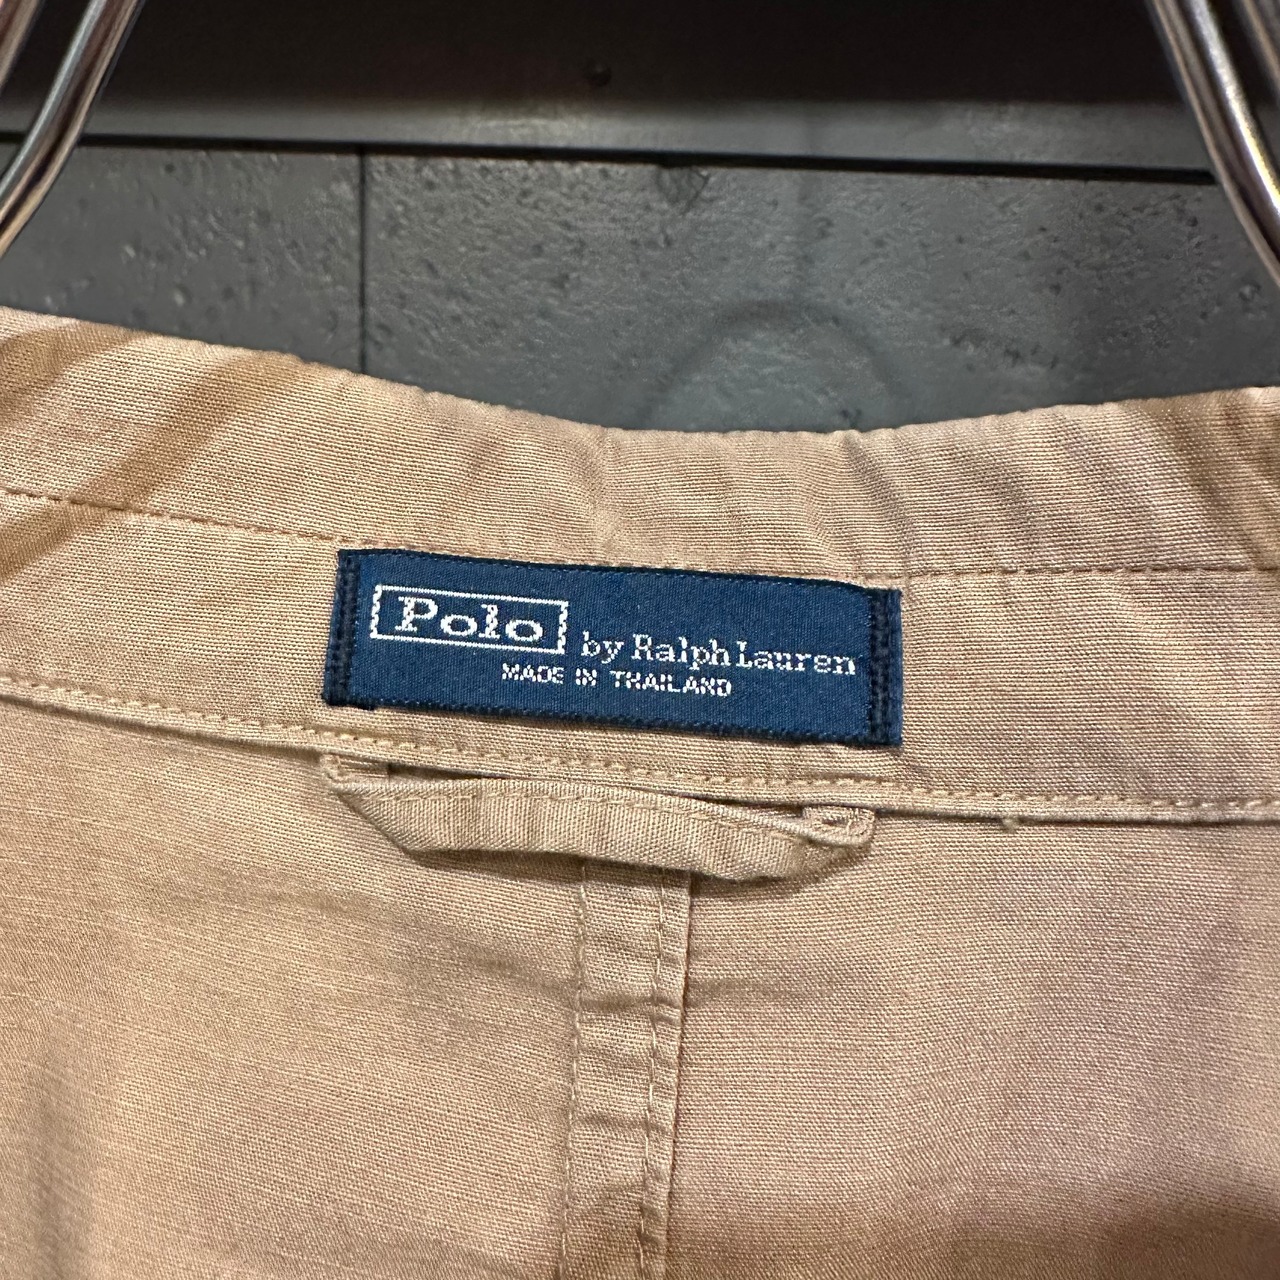 Polo by Ralph Lauren
MADE IN THAILAND